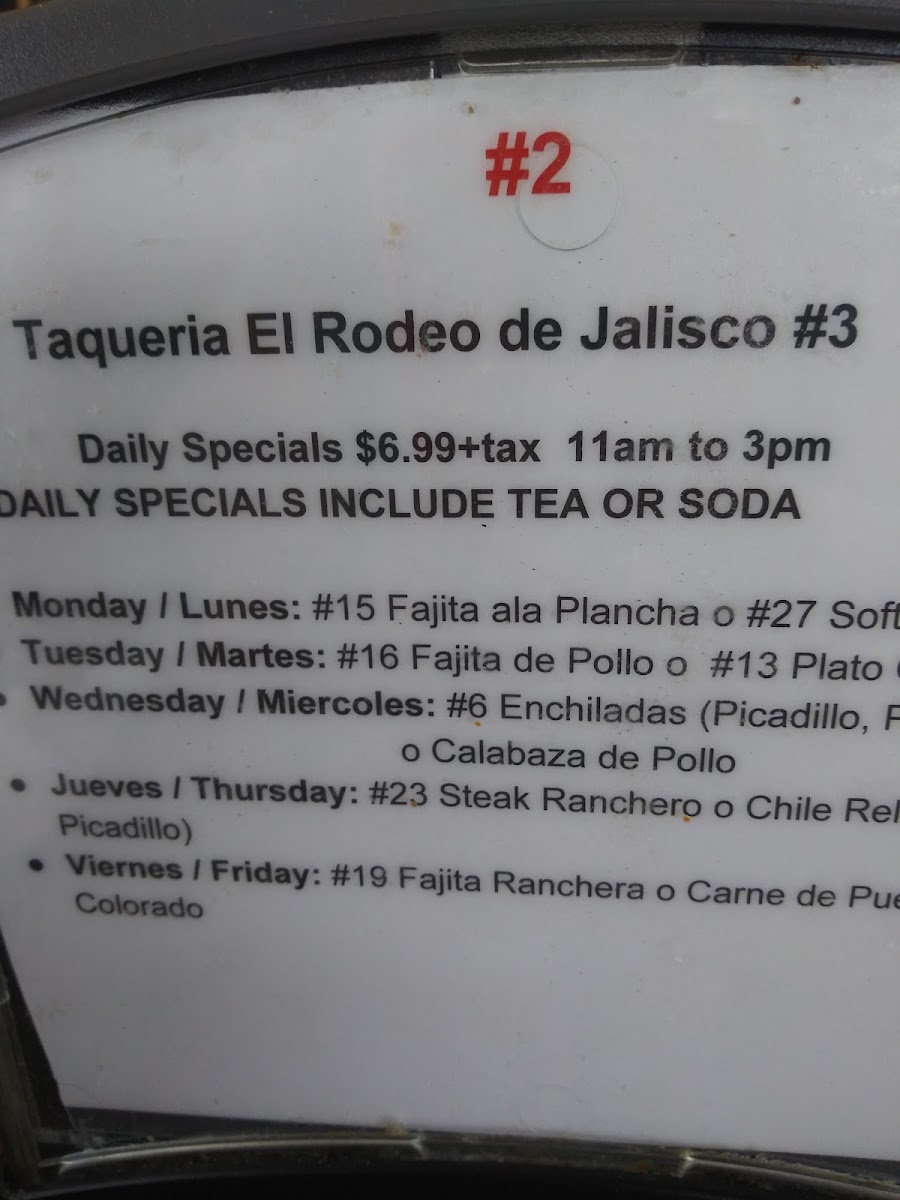 #2
Taqueria El Rodeo de Jalisco #3
Daily Specials $6.99+tax 11am to 3pm
DAILY SPECIALS INCLUDE TEA OR SODA
Monday / Lunes: #15 Fajita ala Plancha o #27 Soft
Tuesday / Martes: #16 Fajita de Pollo o #13 Plato
• Wednesday / Miercoles: #6 Enchiladas (Picadillo,
o Calabaza de Pollo
• Jueves / Thursday: #23 Steak Ranchero o Chile
Picadillo)
• Viernes / Friday: #19 Fajita Ranchera o Carne de
Colorado